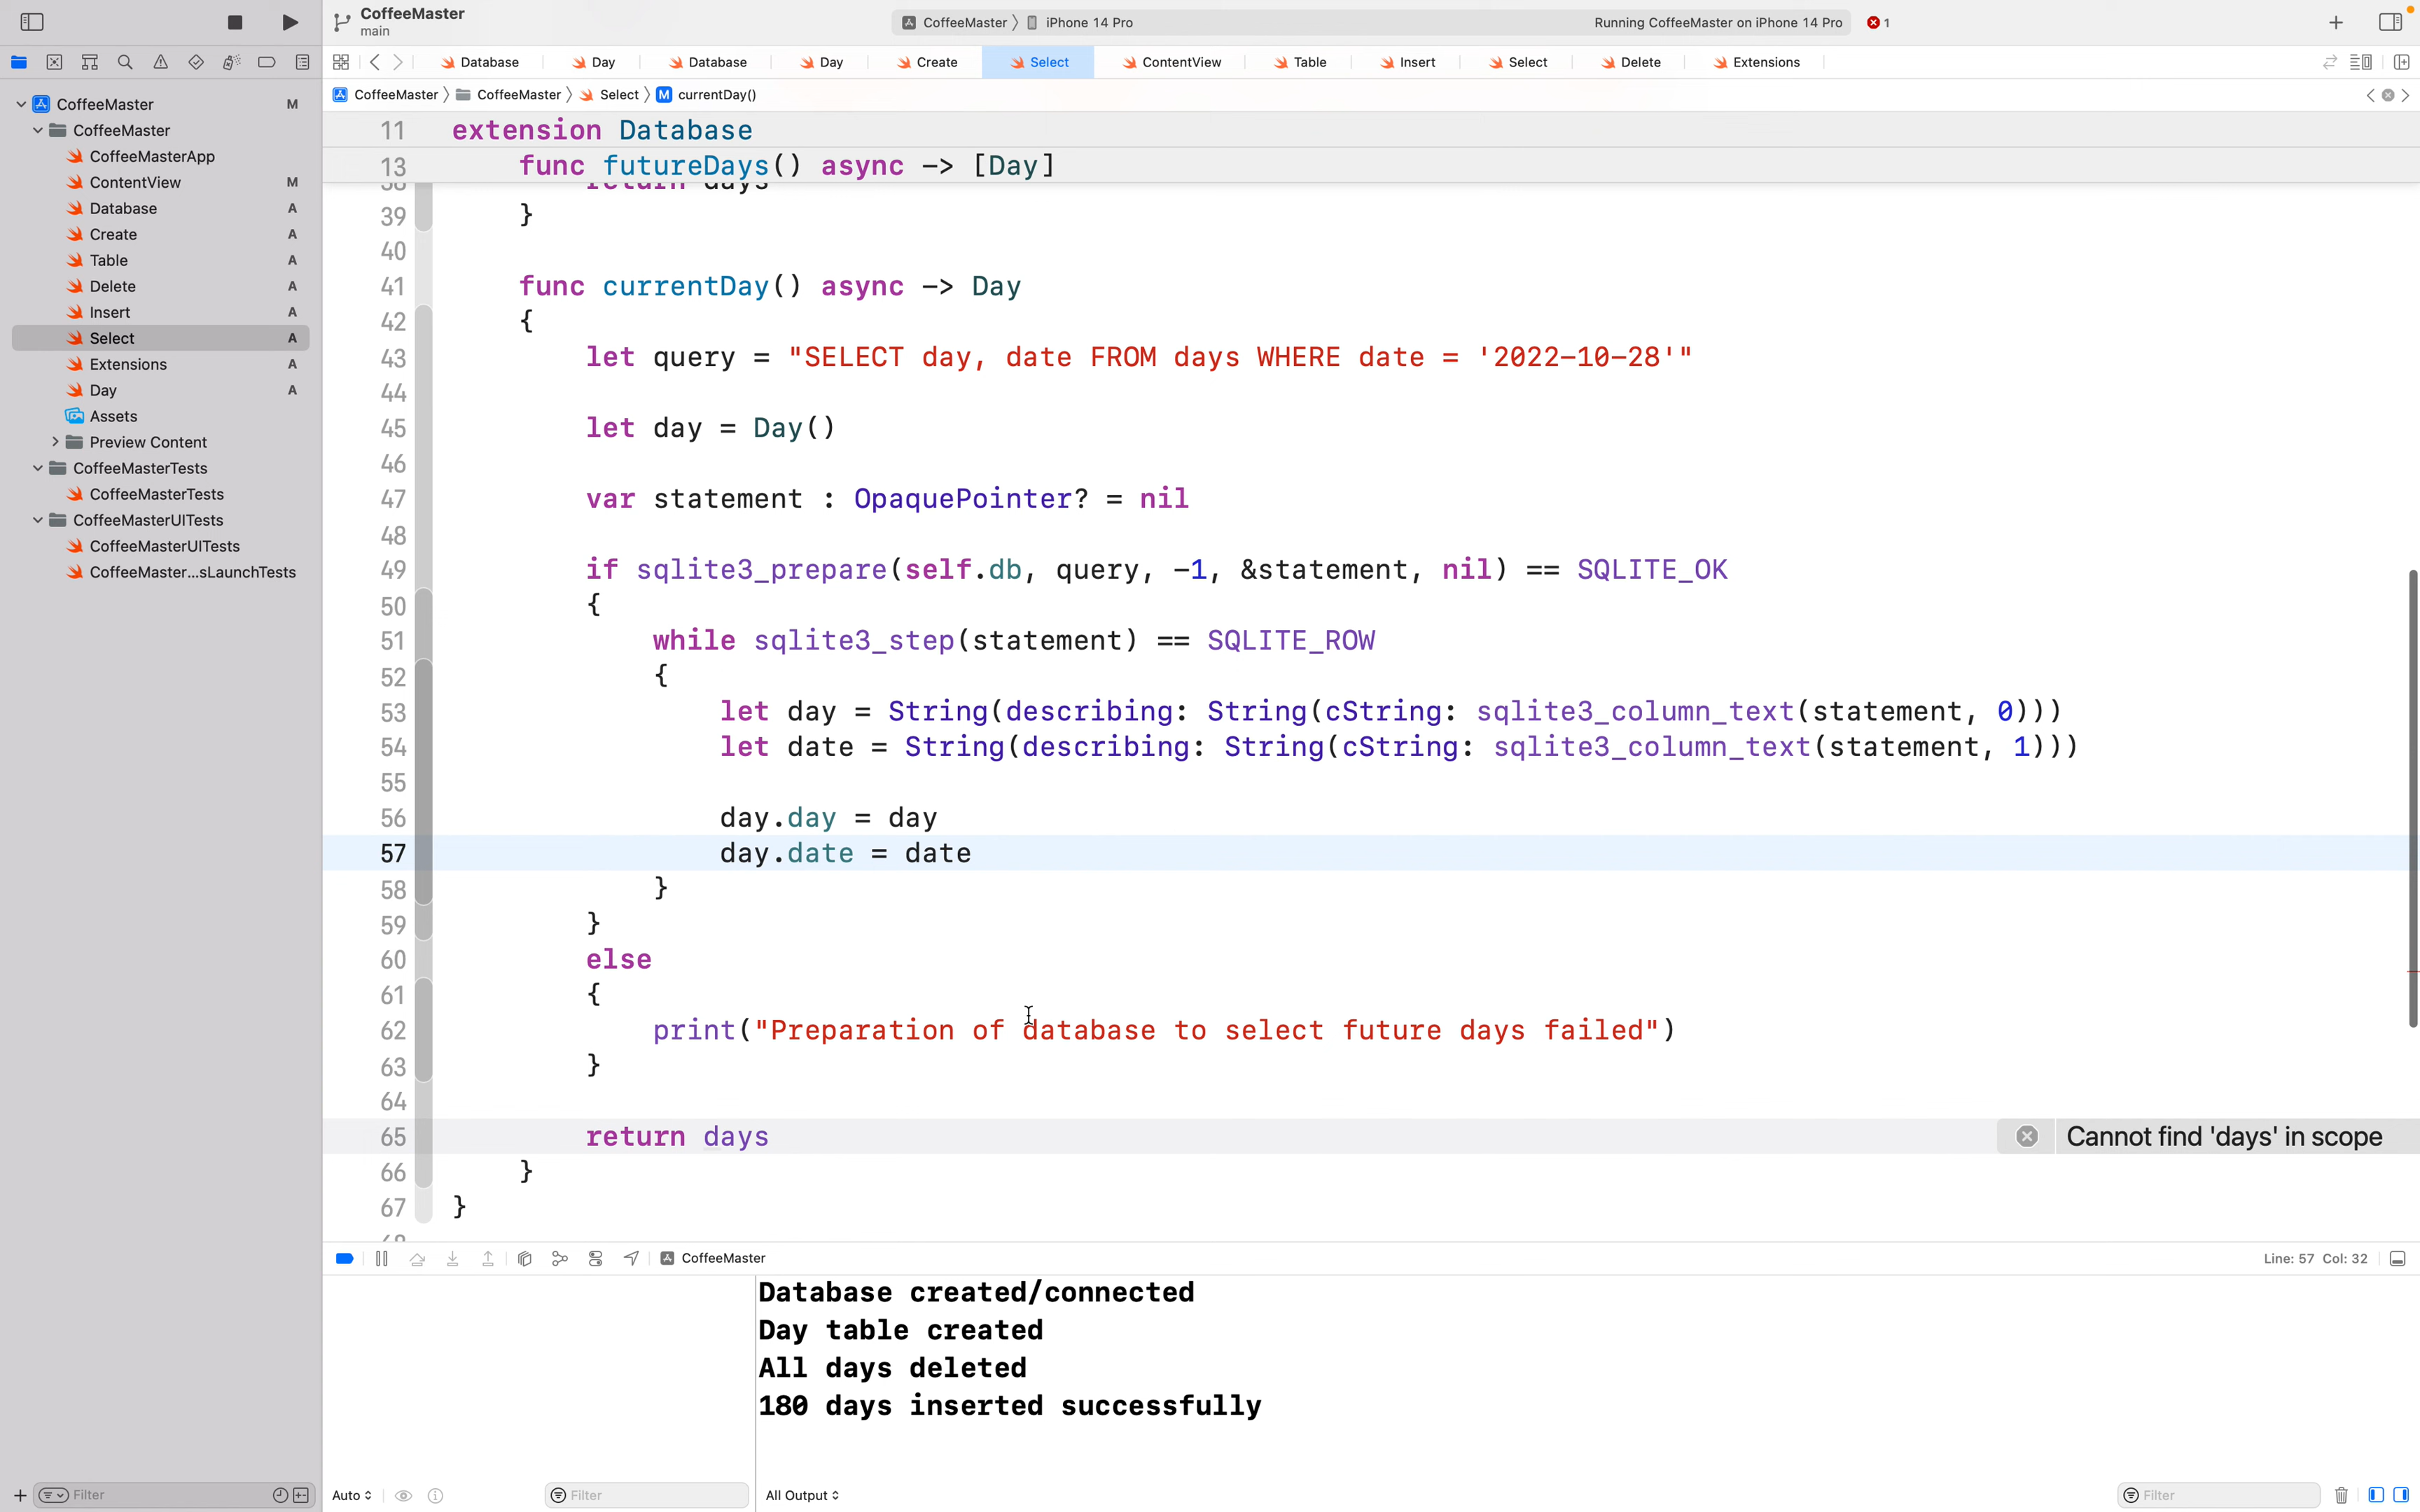 CoffeeMaster
main
CoffeeMaster iPhone 14 Pro
Running CoffeeMaster on iPhone 14 Pro 1
Database Day Database Day Create Select ContentView Table Insert Select Delete Extensions
CoffeeMaster CoffeeMaster Select M currentDay()
CoffeeMaster M
CoffeeMaster
CoffeeMasterApp
ContentView M
Database A
Create A
Table A
Delete A
Insert A
Select A
Extensions A
Day A
Assets
Preview Content
CoffeeMasterTests
CoffeeMasterTests
CoffeeMasterUITests
CoffeeMasterUITests
CoffeeMaster...sLaunchTests
Filter
11 extension Database
13 func futureDays() async -> [Day]
38 return days
39 }
40
41 func currentDay() async -> Day
42 {
43 let query = "SELECT day, date FROM days WHERE date = '2022-10-28'"
44
45 let day = Day()
46
47 var statement : OpaquePointer? = nil
48
49 if sqlite3_prepare(self.db, query, -1, &statement, nil) == SQLITE_OK
50 {
51 while sqlite3_step(statement) == SQLITE_ROW
52 {
53 let day = String(describing: String(cString: sqlite3_column_text(statement, 0)))
54 let date = String(describing: String(cString: sqlite3_column_text(statement, 1)))
55
56 day.day = day
57 day.date = date
58 }
59 }
60 else
61 {
62 print("Preparation of database to select future days failed")
63 }
64
65 return days Cannot find 'days' in scope
66 }
67 }
CoffeeMaster
Line: 57 Col: 32
Database created/connected
Day table created
All days deleted
180 days inserted successfully
Auto Filter All Output Filter